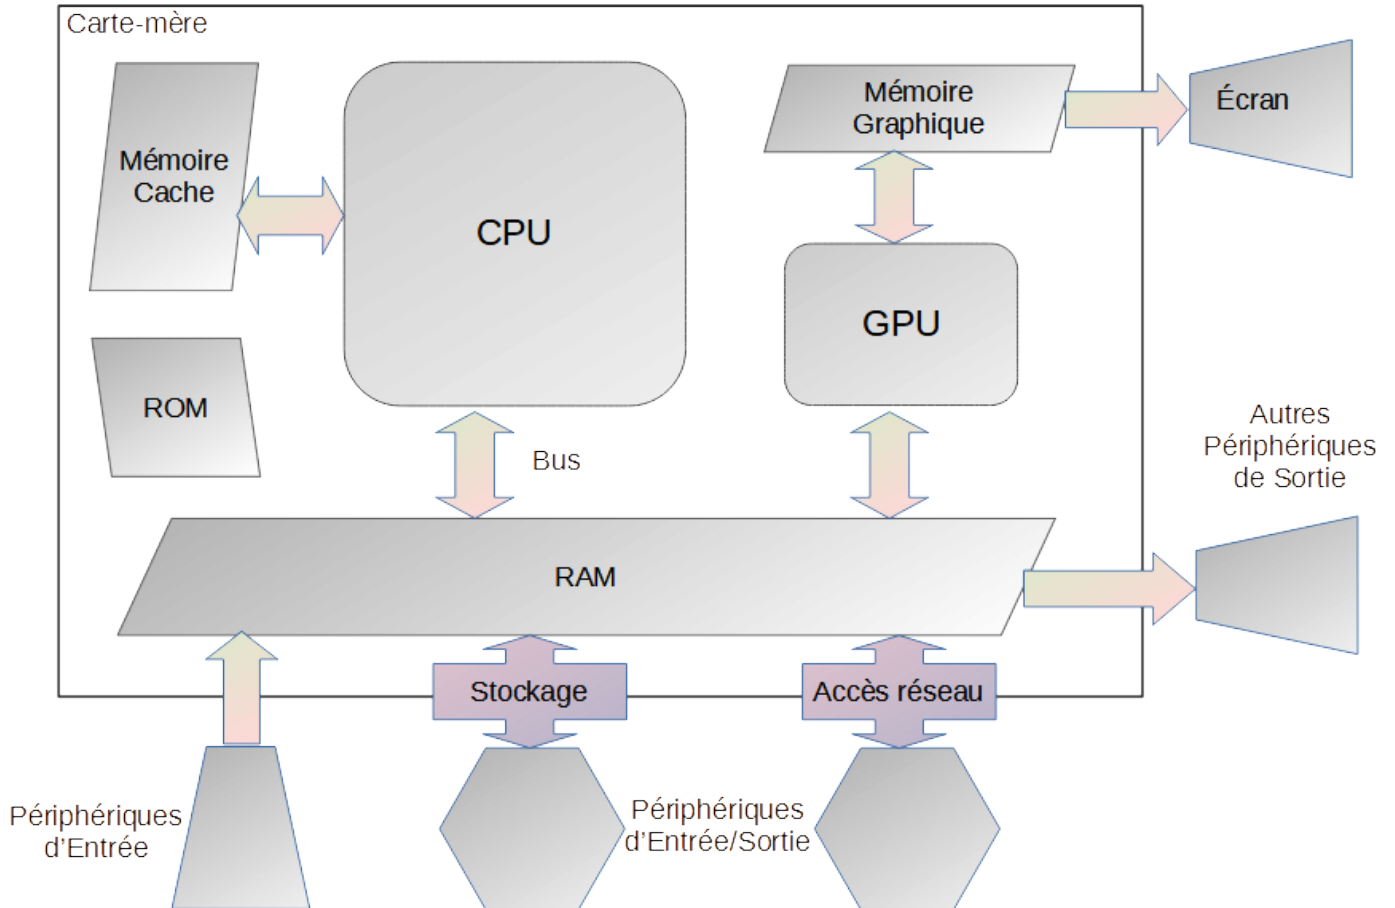 Carte-mère
Mémoire
Cache
CPU
Mémoire
Graphique
Écran
GPU
ROM
Bus
Autres
Périphériques
de Sortie
RAM
Stockage
Accès réseau
Périphériques
d'Entrée
Périphériques
d'Entrée/Sortie